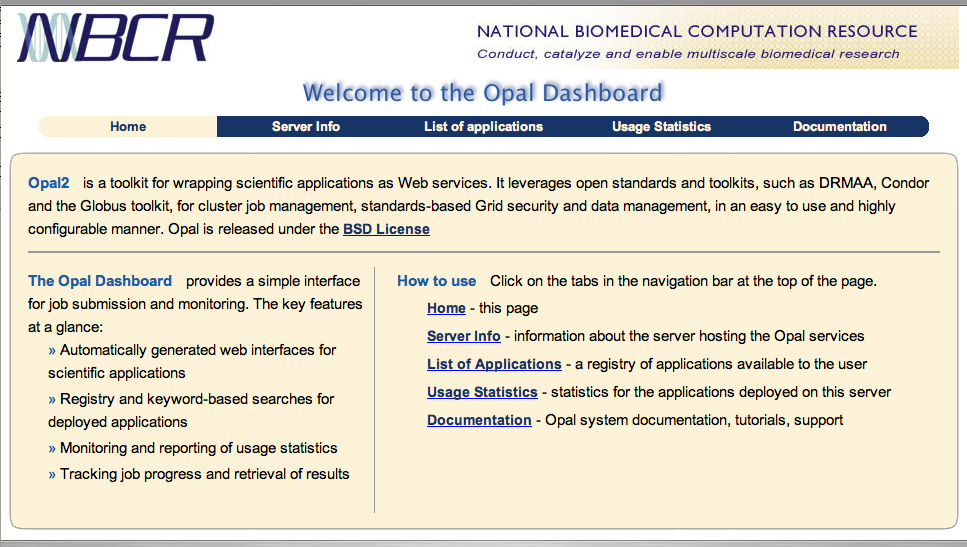 NBCR
NATIONAL BIOMEDICAL COMPUTATION RESOURCE
Conduct, catalyze and enable multiscale biomedical research
Welcome to the Opal Dashboard
Home Server Info List of applications Usage Statistics Documentation
Opal2 is a toolkit for wrapping scientific applications as Web services. It leverages open standards and toolkits, such as DRMAA, Condor
and the Globus toolkit, for cluster job management, standards-based Grid security and data management, in an easy to use and highly
configurable manner. Opal is released under the BSD License
The Opal Dashboard provides a simple interface
for job submission and monitoring. The key features
at a glance:
» Automatically generated web interfaces for
scientific applications
» Registry and keyword-based searches for
deployed applications
» Monitoring and reporting of usage statistics
» Tracking job progress and retrieval of results
How to use Click on the tabs in the navigation bar at the top of the page.
Home - this page
Server Info - information about the server hosting the Opal services
List of Applications - a registry of applications available to the user
Usage Statistics - statistics for the applications deployed on this server
Documentation - Opal system documentation, tutorials, support